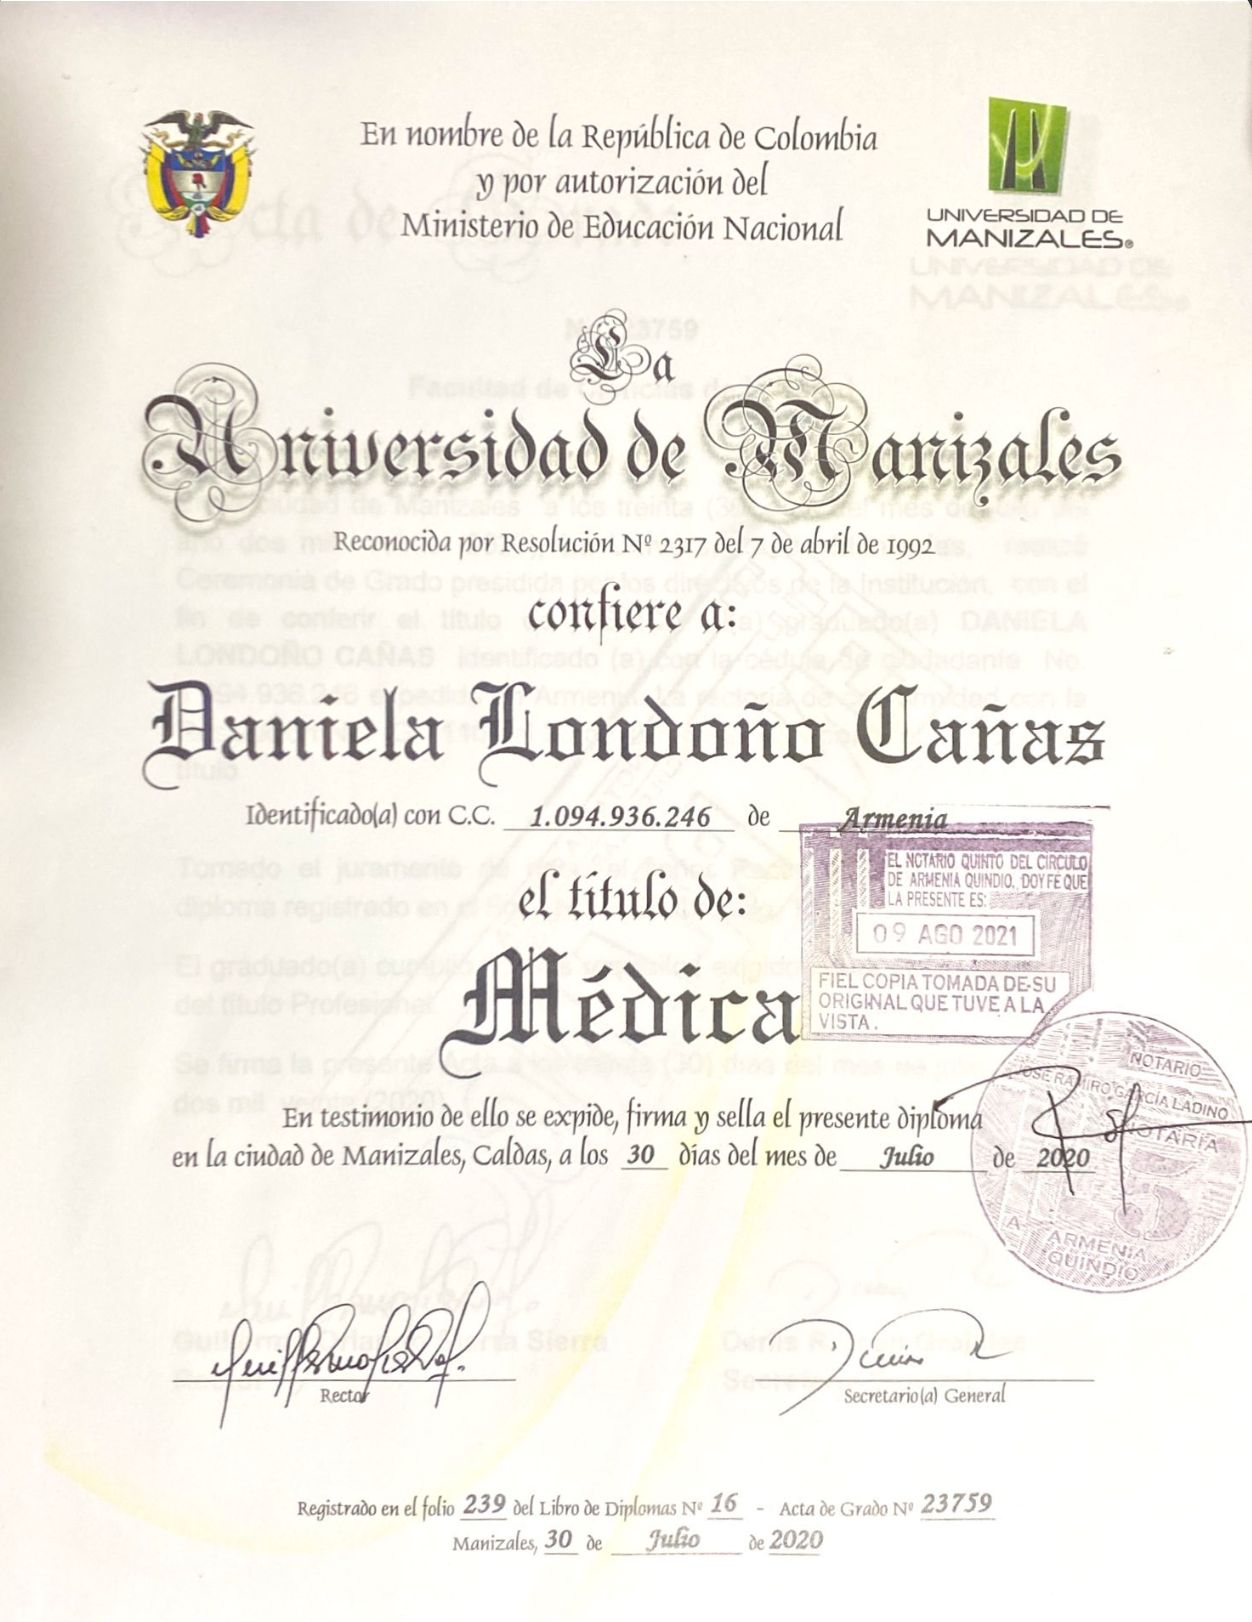 En nombre de la República de Colombia
y por autorización del
Ministerio de Educación Nacional
UNIVERSIDAD DE
MANIZALES®
La
Universidad de Manizales
Reconocida por Resolución Nº 2317 del 7 de abril de 1992
confiere a:
Daniela Londoño Cañas
Identificado(a) con C.C. 1.094.936.246 de Armenia
EL NOTARIO QUINTO DEL CIRCULO
DE ARMENIA QUINDIO, DOY FE QUE
LA PRESENTE ES:
09 AGO 2021
FIEL COPIA TOMADA DE SU
ORIGINAL QUE TUVE A LA
VISTA.
el título de:
Médica
NOTARIO
JOSE RAMIRO GARCÍA LADINO
NOTARÍA
5
ARMENIA
QUINDIO
En testimonio de ello se expide, firma y sella el presente diploma
en la ciudad de Manizales, Caldas, a los 30 días del mes de Julio de 2020
Rector
Secretario(a) General
Registrado en el folio 239 del Libro de Diplomas Nº 16 - Acta de Grado Nº 23759
Manizales, 30 de Julio de 2020